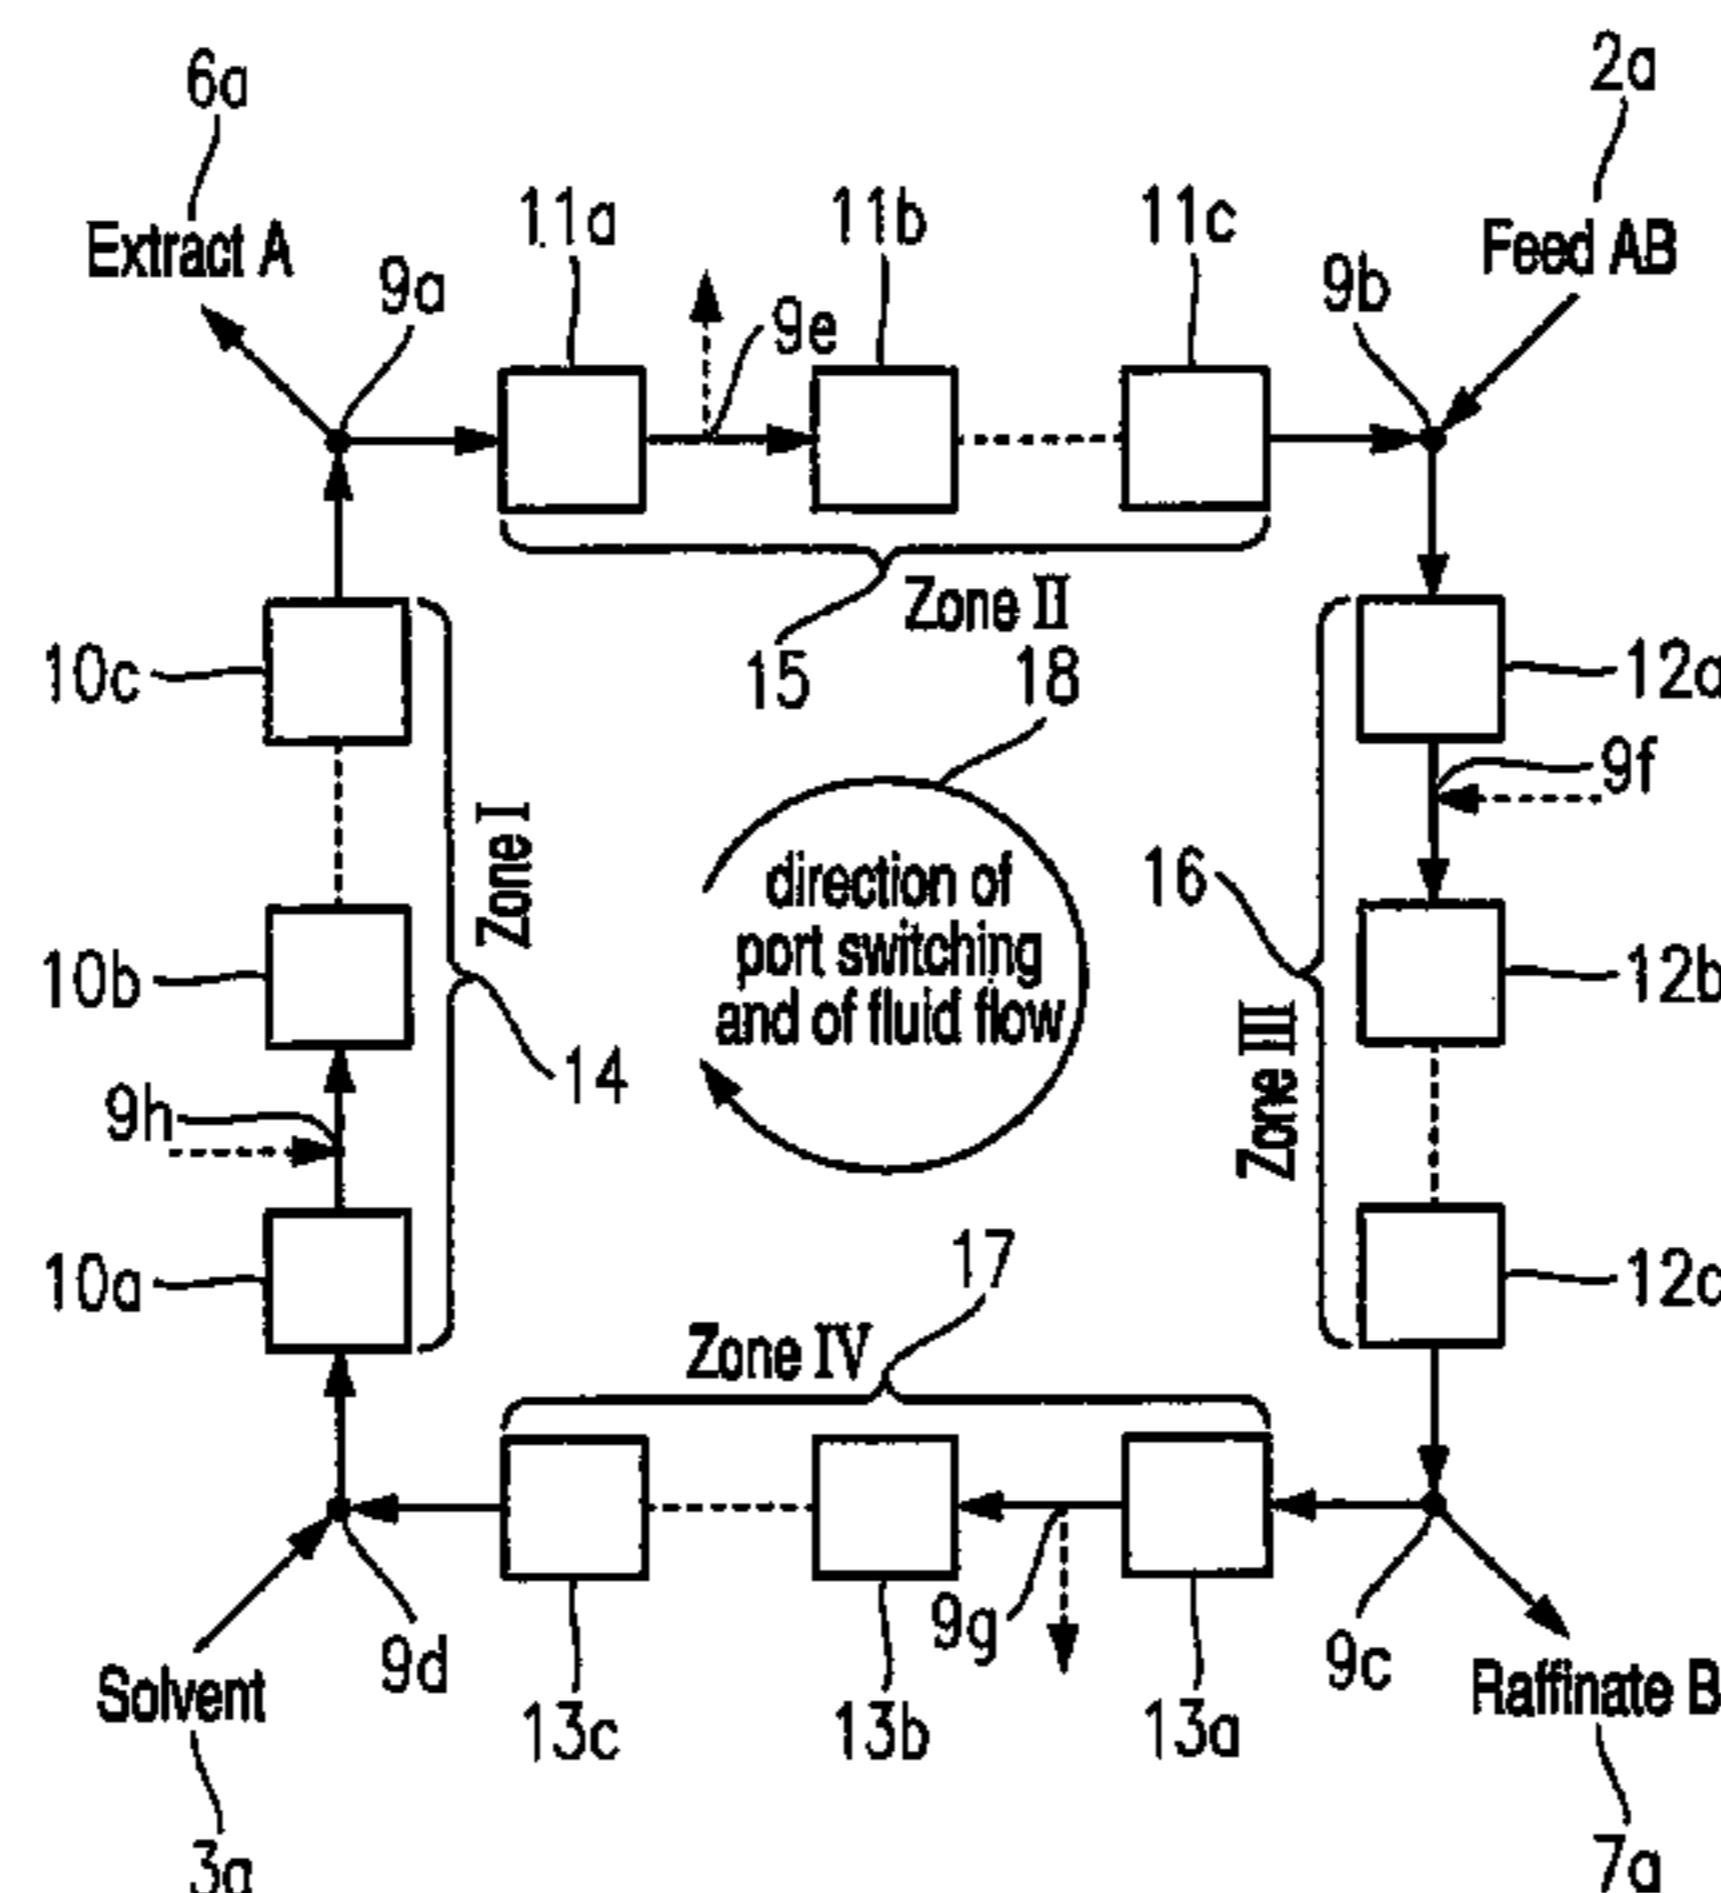 6a
2a
Extract A
11a
11b
11c
Feed AB
9a
9e
9b
Zone II
10c
15
18
12a
9f
Zone I
direction of
port switching
and of fluid flow
16
10b
12b
9h
14
Zone III
10a
17
12c
Zone IV
9g
9d
9c
Solvent
13c
13b
13a
Raffinate B
3a
7a